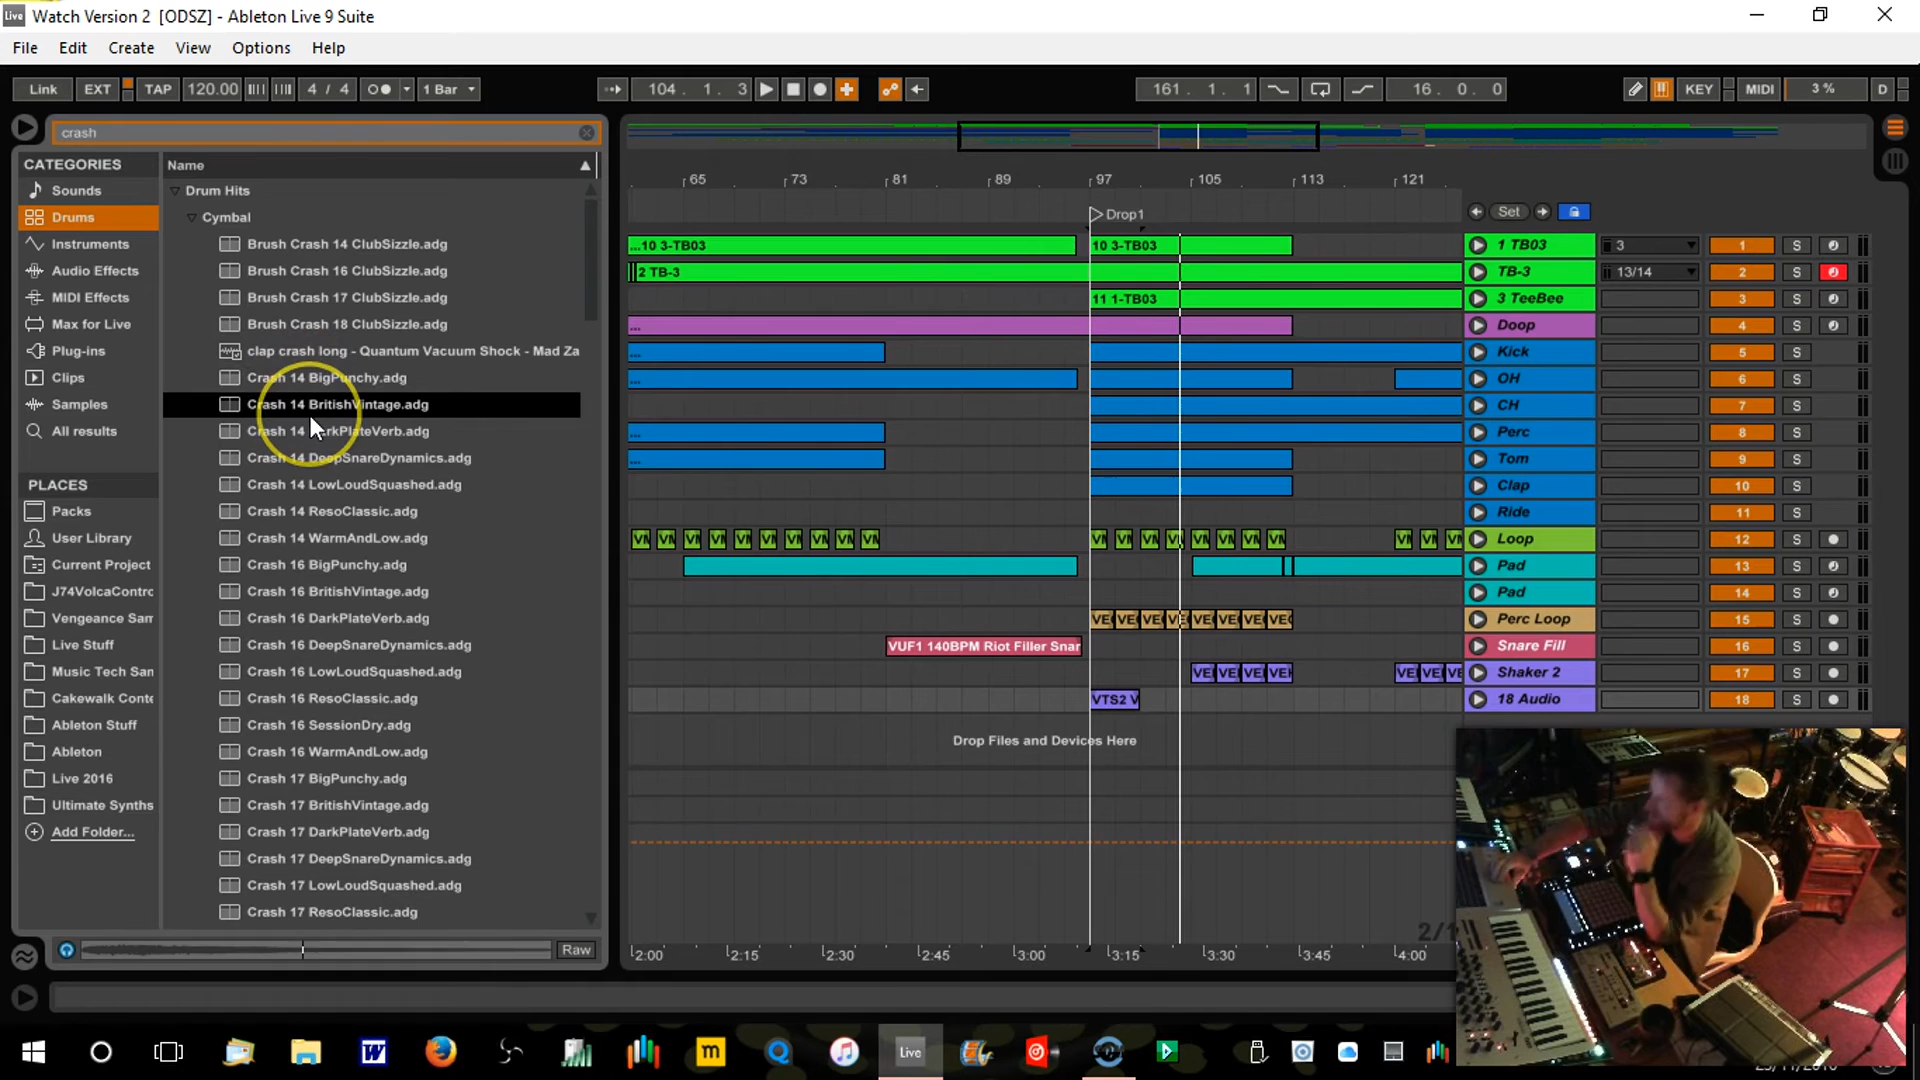 Live Watch Version 2 [ODSZ] - Ableton Live 9 Suite
File Edit Create View Options Help
Link EXT TAP 120.00 4 / 4 1 Bar 104 . 1 . 3 161 . 1 . 1 16 . 0 . 0 KEY MIDI 3 % D
crash
CATEGORIES
Sounds
Drums
Instruments
Audio Effects
MIDI Effects
Max for Live
Plug-ins
Clips
Samples
All results
PLACES
Packs
User Library
Current Project
J74VolcaContro
Vengeance Sam
Live Stuff
Music Tech San
Cakewalk Conte
Ableton Stuff
Ableton
Live 2016
Ultimate Synths
Add Folder...
Name
Drum Hits
Cymbal
Brush Crash 14 ClubSizzle.adg
Brush Crash 16 ClubSizzle.adg
Brush Crash 17 ClubSizzle.adg
Brush Crash 18 ClubSizzle.adg
clap crash long - Quantum Vacuum Shock - Mad Za
Crash 14 BigPunchy.adg
Crash 14 BritishVintage.adg
Crash 14 DarkPlateVerb.adg
Crash 14 DeepSnareDynamics.adg
Crash 14 LowLoudSquashed.adg
Crash 14 ResoClassic.adg
Crash 14 WarmAndLow.adg
Crash 16 BigPunchy.adg
Crash 16 BritishVintage.adg
Crash 16 DarkPlateVerb.adg
Crash 16 DeepSnareDynamics.adg
Crash 16 LowLoudSquashed.adg
Crash 16 ResoClassic.adg
Crash 16 SessionDry.adg
Crash 16 WarmAndLow.adg
Crash 17 BigPunchy.adg
Crash 17 BritishVintage.adg
Crash 17 DarkPlateVerb.adg
Crash 17 DeepSnareDynamics.adg
Crash 17 LowLoudSquashed.adg
Crash 17 ResoClassic.adg
Raw
65 73 81 89 97 105 113 121
Drop1 Set
...10 3-TB03 10 3-TB03 1 TB03 3 1 S
2 TB-3 TB-3 13/14 2 S
11 1-TB03 3 TeeBee 3 S
... Doop 4 S
... Kick 5 S
... OH 6 S
CH 7 S
... Perc 8 S
... Tom 9 S
Clap 10 S
Ride 11 S
Loop 12 S
Pad 13 S
Pad 14 S
Perc Loop 15 S
VUF1 140BPM Riot Filler Snar Snare Fill 16 S
Shaker 2 17 S
VTS2 V 18 Audio 18 S
Drop Files and Devices Here
2:00 2:15 2:30 2:45 3:00 3:15 3:30 3:45 4:00
Live